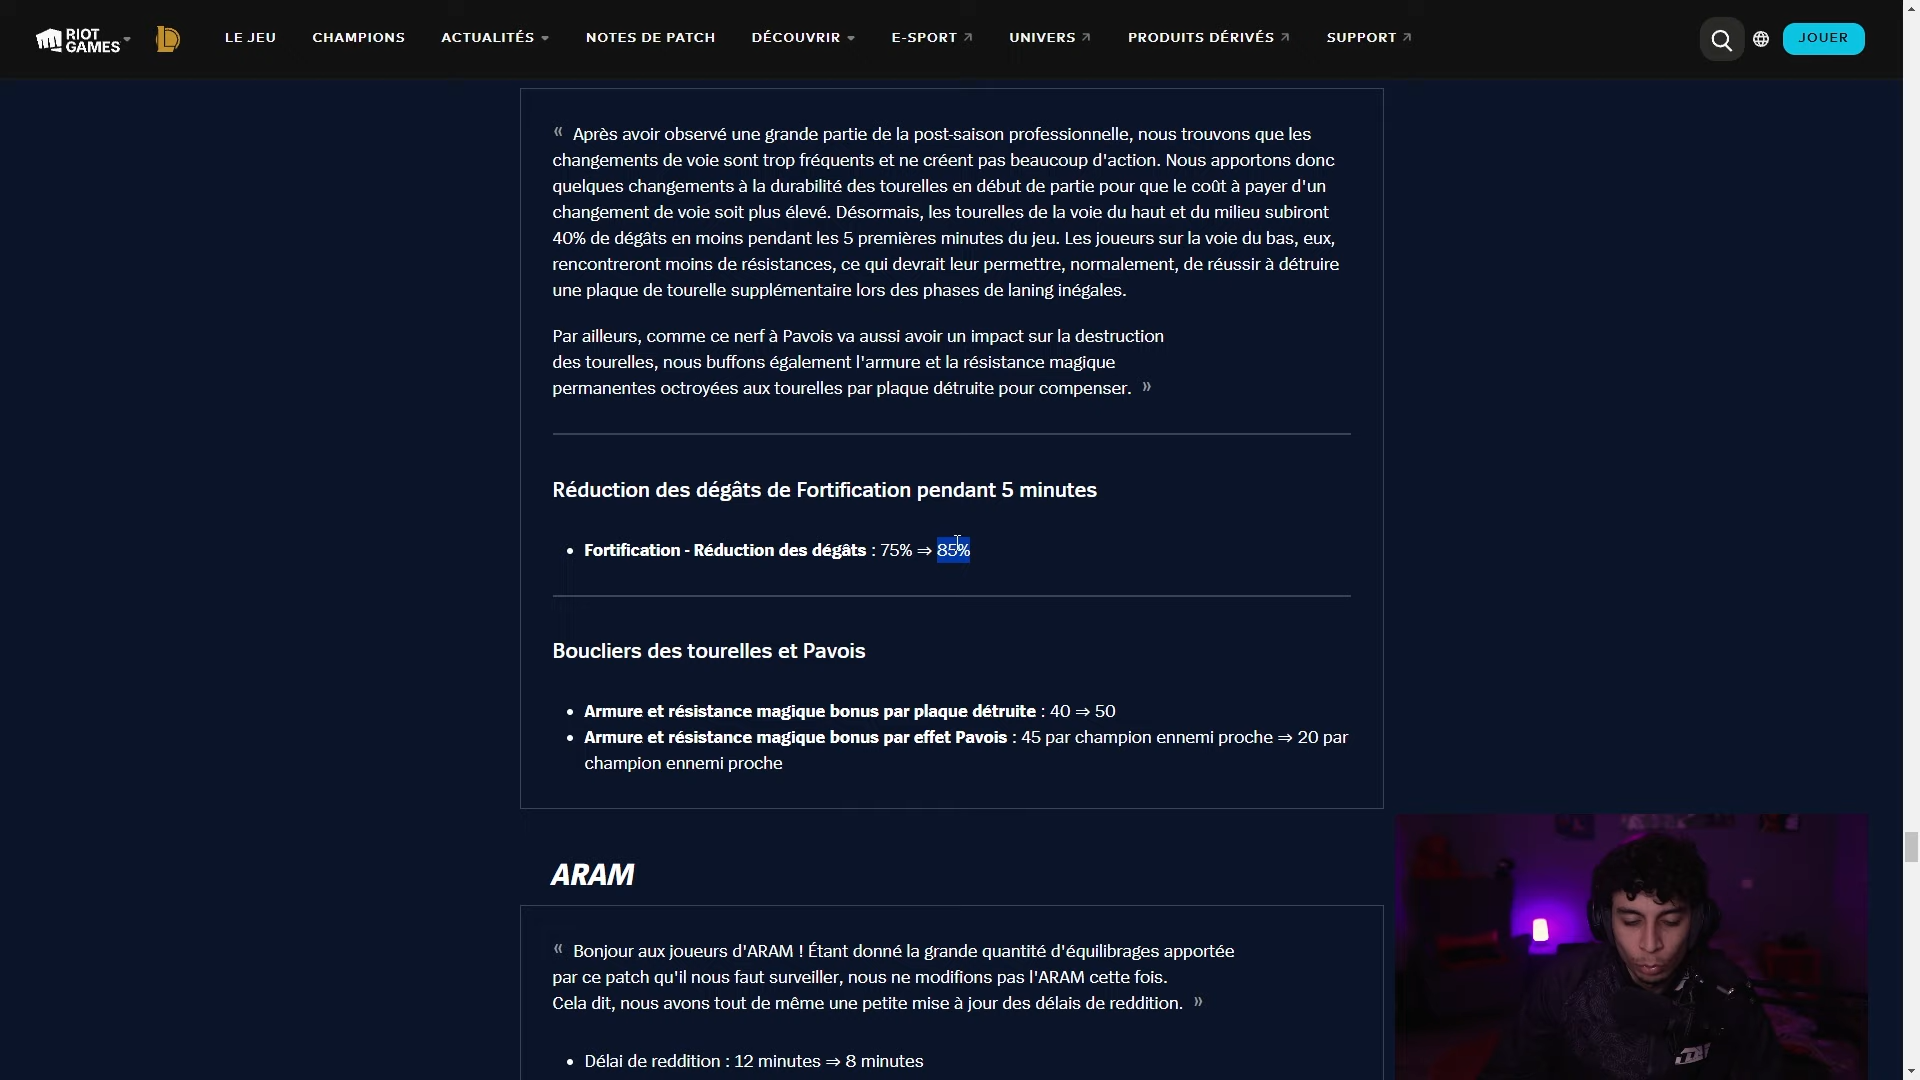 RIOT GAMES
LE JEU
CHAMPIONS
ACTUALITÉS
NOTES DE PATCH
DÉCOUVRIR
E-SPORT
UNIVERS
PRODUITS DÉRIVÉS
SUPPORT
JOUER
« Après avoir observé une grande partie de la post-saison professionnelle, nous trouvons que les
changements de voie sont trop fréquents et ne créent pas beaucoup d'action. Nous apportons donc
quelques changements à la durabilité des tourelles en début de partie pour que le coût à payer d'un
changement de voie soit plus élevé. Désormais, les tourelles de la voie du haut et du milieu subiront
40% de dégâts en moins pendant les 5 premières minutes du jeu. Les joueurs sur la voie du bas, eux,
rencontreront moins de résistances, ce qui devrait leur permettre, normalement, de réussir à détruire
une plaque de tourelle supplémentaire lors des phases de laning inégales.
Par ailleurs, comme ce nerf à Pavois va aussi avoir un impact sur la destruction
des tourelles, nous buffons également l'armure et la résistance magique
permanentes octroyées aux tourelles par plaque détruite pour compenser. »
Réduction des dégâts de Fortification pendant 5 minutes
• Fortification - Réduction des dégâts : 75% ⇒ 85%
Boucliers des tourelles et Pavois
• Armure et résistance magique bonus par plaque détruite : 40 ⇒ 50
• Armure et résistance magique bonus par effet Pavois : 45 par champion ennemi proche ⇒ 20 par
champion ennemi proche
ARAM
« Bonjour aux joueurs d'ARAM ! Étant donné la grande quantité d'équilibrages apportée
par ce patch qu'il nous faut surveiller, nous ne modifions pas l'ARAM cette fois.
Cela dit, nous avons tout de même une petite mise à jour des délais de reddition. »
• Délai de reddition : 12 minutes ⇒ 8 minutes